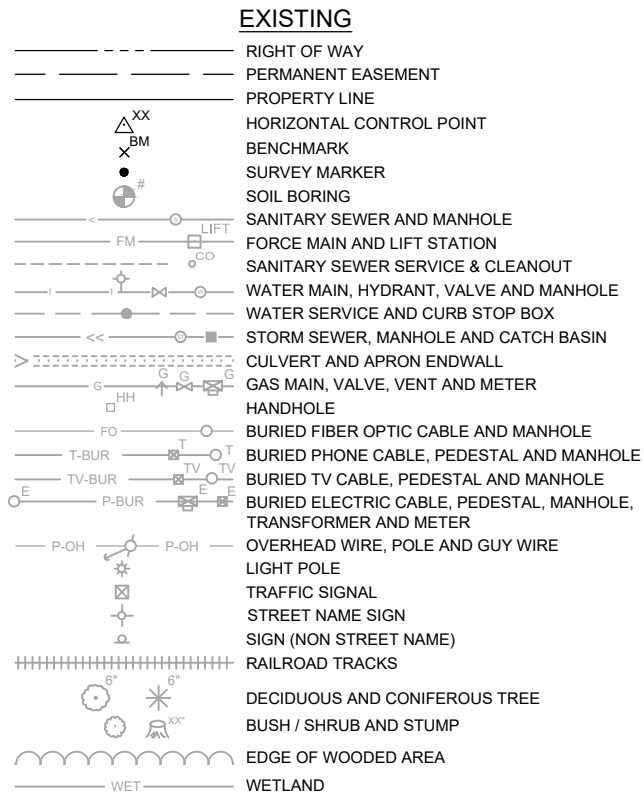 EXISTING
RIGHT OF WAY
PERMANENT EASEMENT
PROPERTY LINE
XX HORIZONTAL CONTROL POINT
BM BENCHMARK
SURVEY MARKER
# SOIL BORING
< S SANITARY SEWER AND MANHOLE
FM LIFT FORCE MAIN AND LIFT STATION
CO SANITARY SEWER SERVICE & CLEANOUT
I I W WATER MAIN, HYDRANT, VALVE AND MANHOLE
WATER SERVICE AND CURB STOP BOX
<< ST STORM SEWER, MANHOLE AND CATCH BASIN
> CULVERT AND APRON ENDWALL
G G G G GAS MAIN, VALVE, VENT AND METER
HH HANDHOLE
FO BURIED FIBER OPTIC CABLE AND MANHOLE
T-BUR T T BURIED PHONE CABLE, PEDESTAL AND MANHOLE
TV-BUR TV TV BURIED TV CABLE, PEDESTAL AND MANHOLE
E P-BUR E E BURIED ELECTRIC CABLE, PEDESTAL, MANHOLE,
TRANSFORMER AND METER
P-OH P-OH OVERHEAD WIRE, POLE AND GUY WIRE
LIGHT POLE
TRAFFIC SIGNAL
STREET NAME SIGN
SIGN (NON STREET NAME)
RAILROAD TRACKS
6" 6" DECIDUOUS AND CONIFEROUS TREE
XX" BUSH / SHRUB AND STUMP
EDGE OF WOODED AREA
WET WETLAND